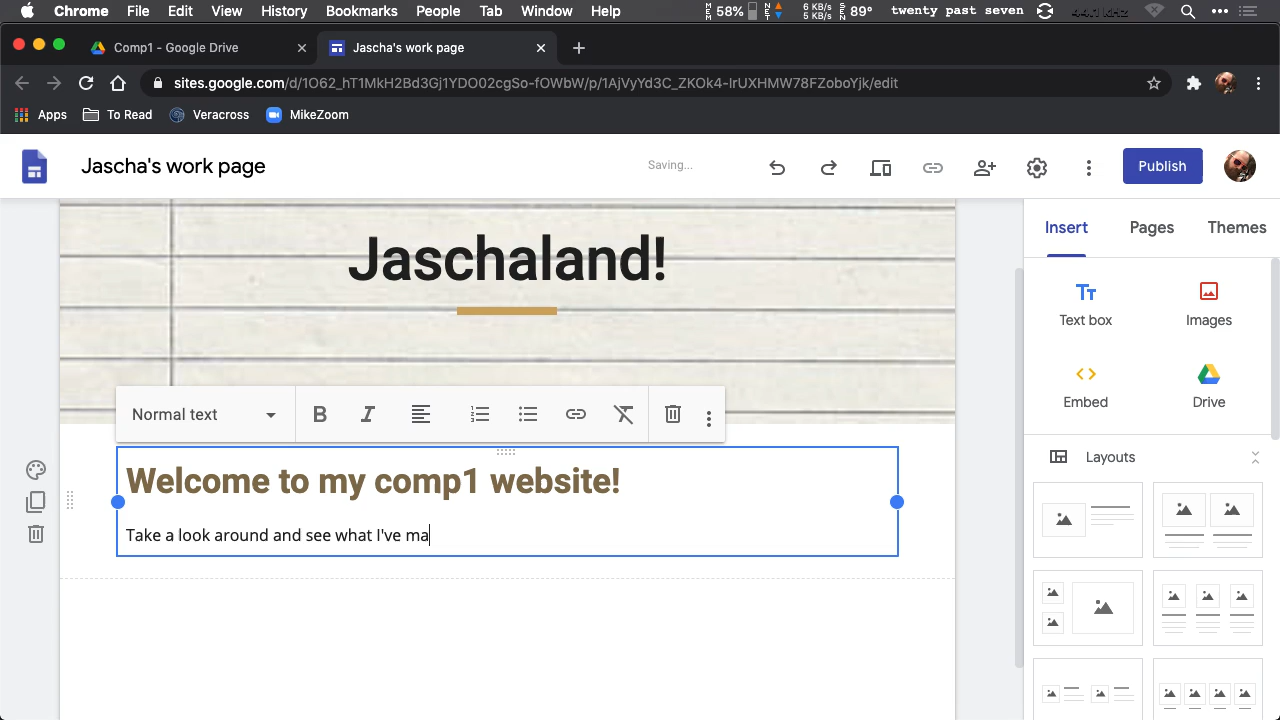 Chrome File Edit View History Bookmarks People Tab Window Help 58% 6 KB/s 5 KB/s 89° twenty past seven 44.1 KHz
Comp1 - Google Drive
Jascha's work page
sites.google.com/d/1O62_hT1MkH2Bd3Gj1YDO02cgSo-fOWbW/p/1AjVyYd3C_ZKOk4-lrUXHMW78FZoboYjk/edit
Apps To Read Veracross MikeZoom
Jascha's work page
Saving...
Publish
Insert Pages Themes
Jaschaland!
Text box Images
Embed Drive
Normal text
Layouts
Welcome to my comp1 website!
Take a look around and see what I've ma